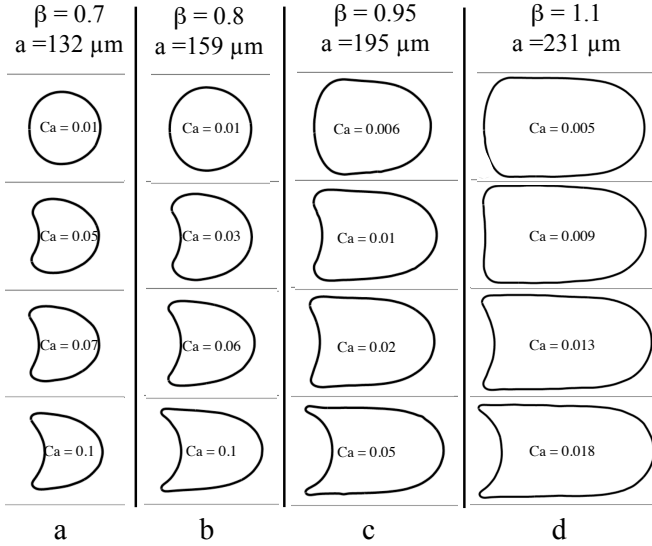 β = 0.7
a =132 µm
β = 0.8
a =159 µm
β = 0.95
a =195 µm
β = 1.1
a =231 µm
Ca = 0.01
Ca = 0.01
Ca = 0.006
Ca = 0.005
Ca = 0.05
Ca = 0.03
Ca = 0.01
Ca = 0.009
Ca = 0.07
Ca = 0.06
Ca = 0.02
Ca = 0.013
Ca = 0.1
Ca = 0.1
Ca = 0.05
Ca = 0.018
a
b
c
d